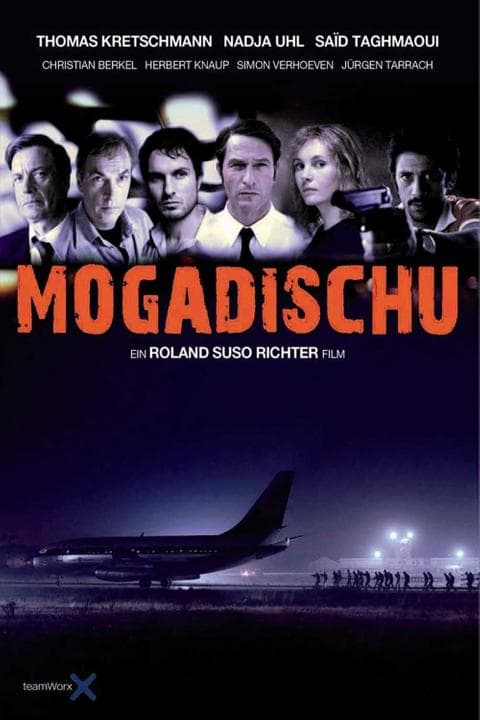 THOMAS KRETSCHMANN NADJA UHL SAÏD TAGHMAOUI
CHRISTIAN BERKEL HERBERT KNAUP SIMON VERHOEVEN JÜRGEN TARRACH
MOGADISCHU
EIN ROLAND SUSO RICHTER FILM
teamWorx